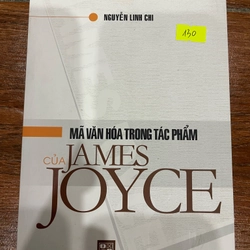 NGUYỄN LINH CHI
130
MÃ VĂN HÓA TRONG TÁC PHẨM
CỦA JAMES
JOYCE